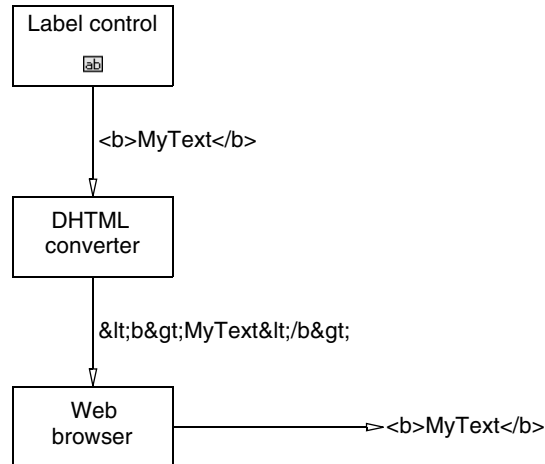 Label control
ab
<b>MyText</b>
DHTML
converter
&lt;b&gt;MyText&lt;/b&gt;
Web
browser
<b>MyText</b>